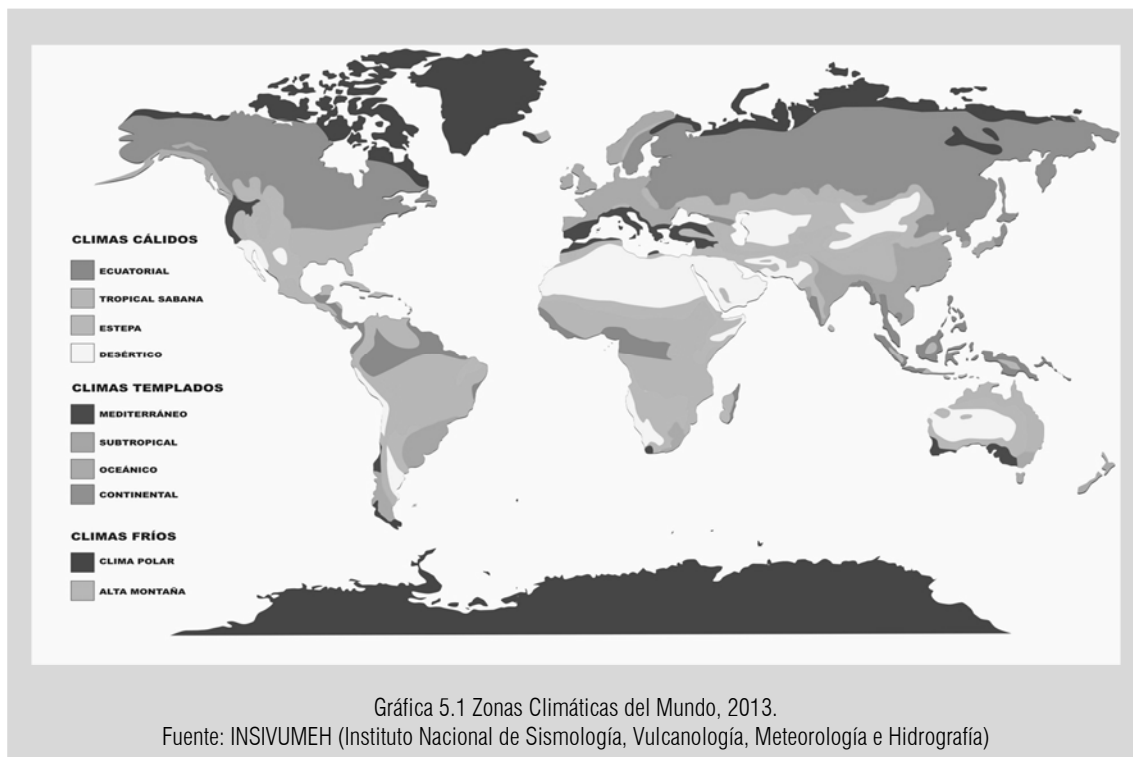 CLIMAS CÁLIDOS
ECUATORIAL
TROPICAL SABANA
ESTEPA
DESÉRTICO
CLIMAS TEMPLADOS
MEDITERRÁNEO
SUBTROPICAL
OCEÁNICO
CONTINENTAL
CLIMAS FRÍOS
CLIMA POLAR
ALTA MONTAÑA
Gráfica 5.1 Zonas Climáticas del Mundo, 2013.
Fuente: INSIVUMEH (Instituto Nacional de Sismología, Vulcanología, Meteorología e Hidrografía)